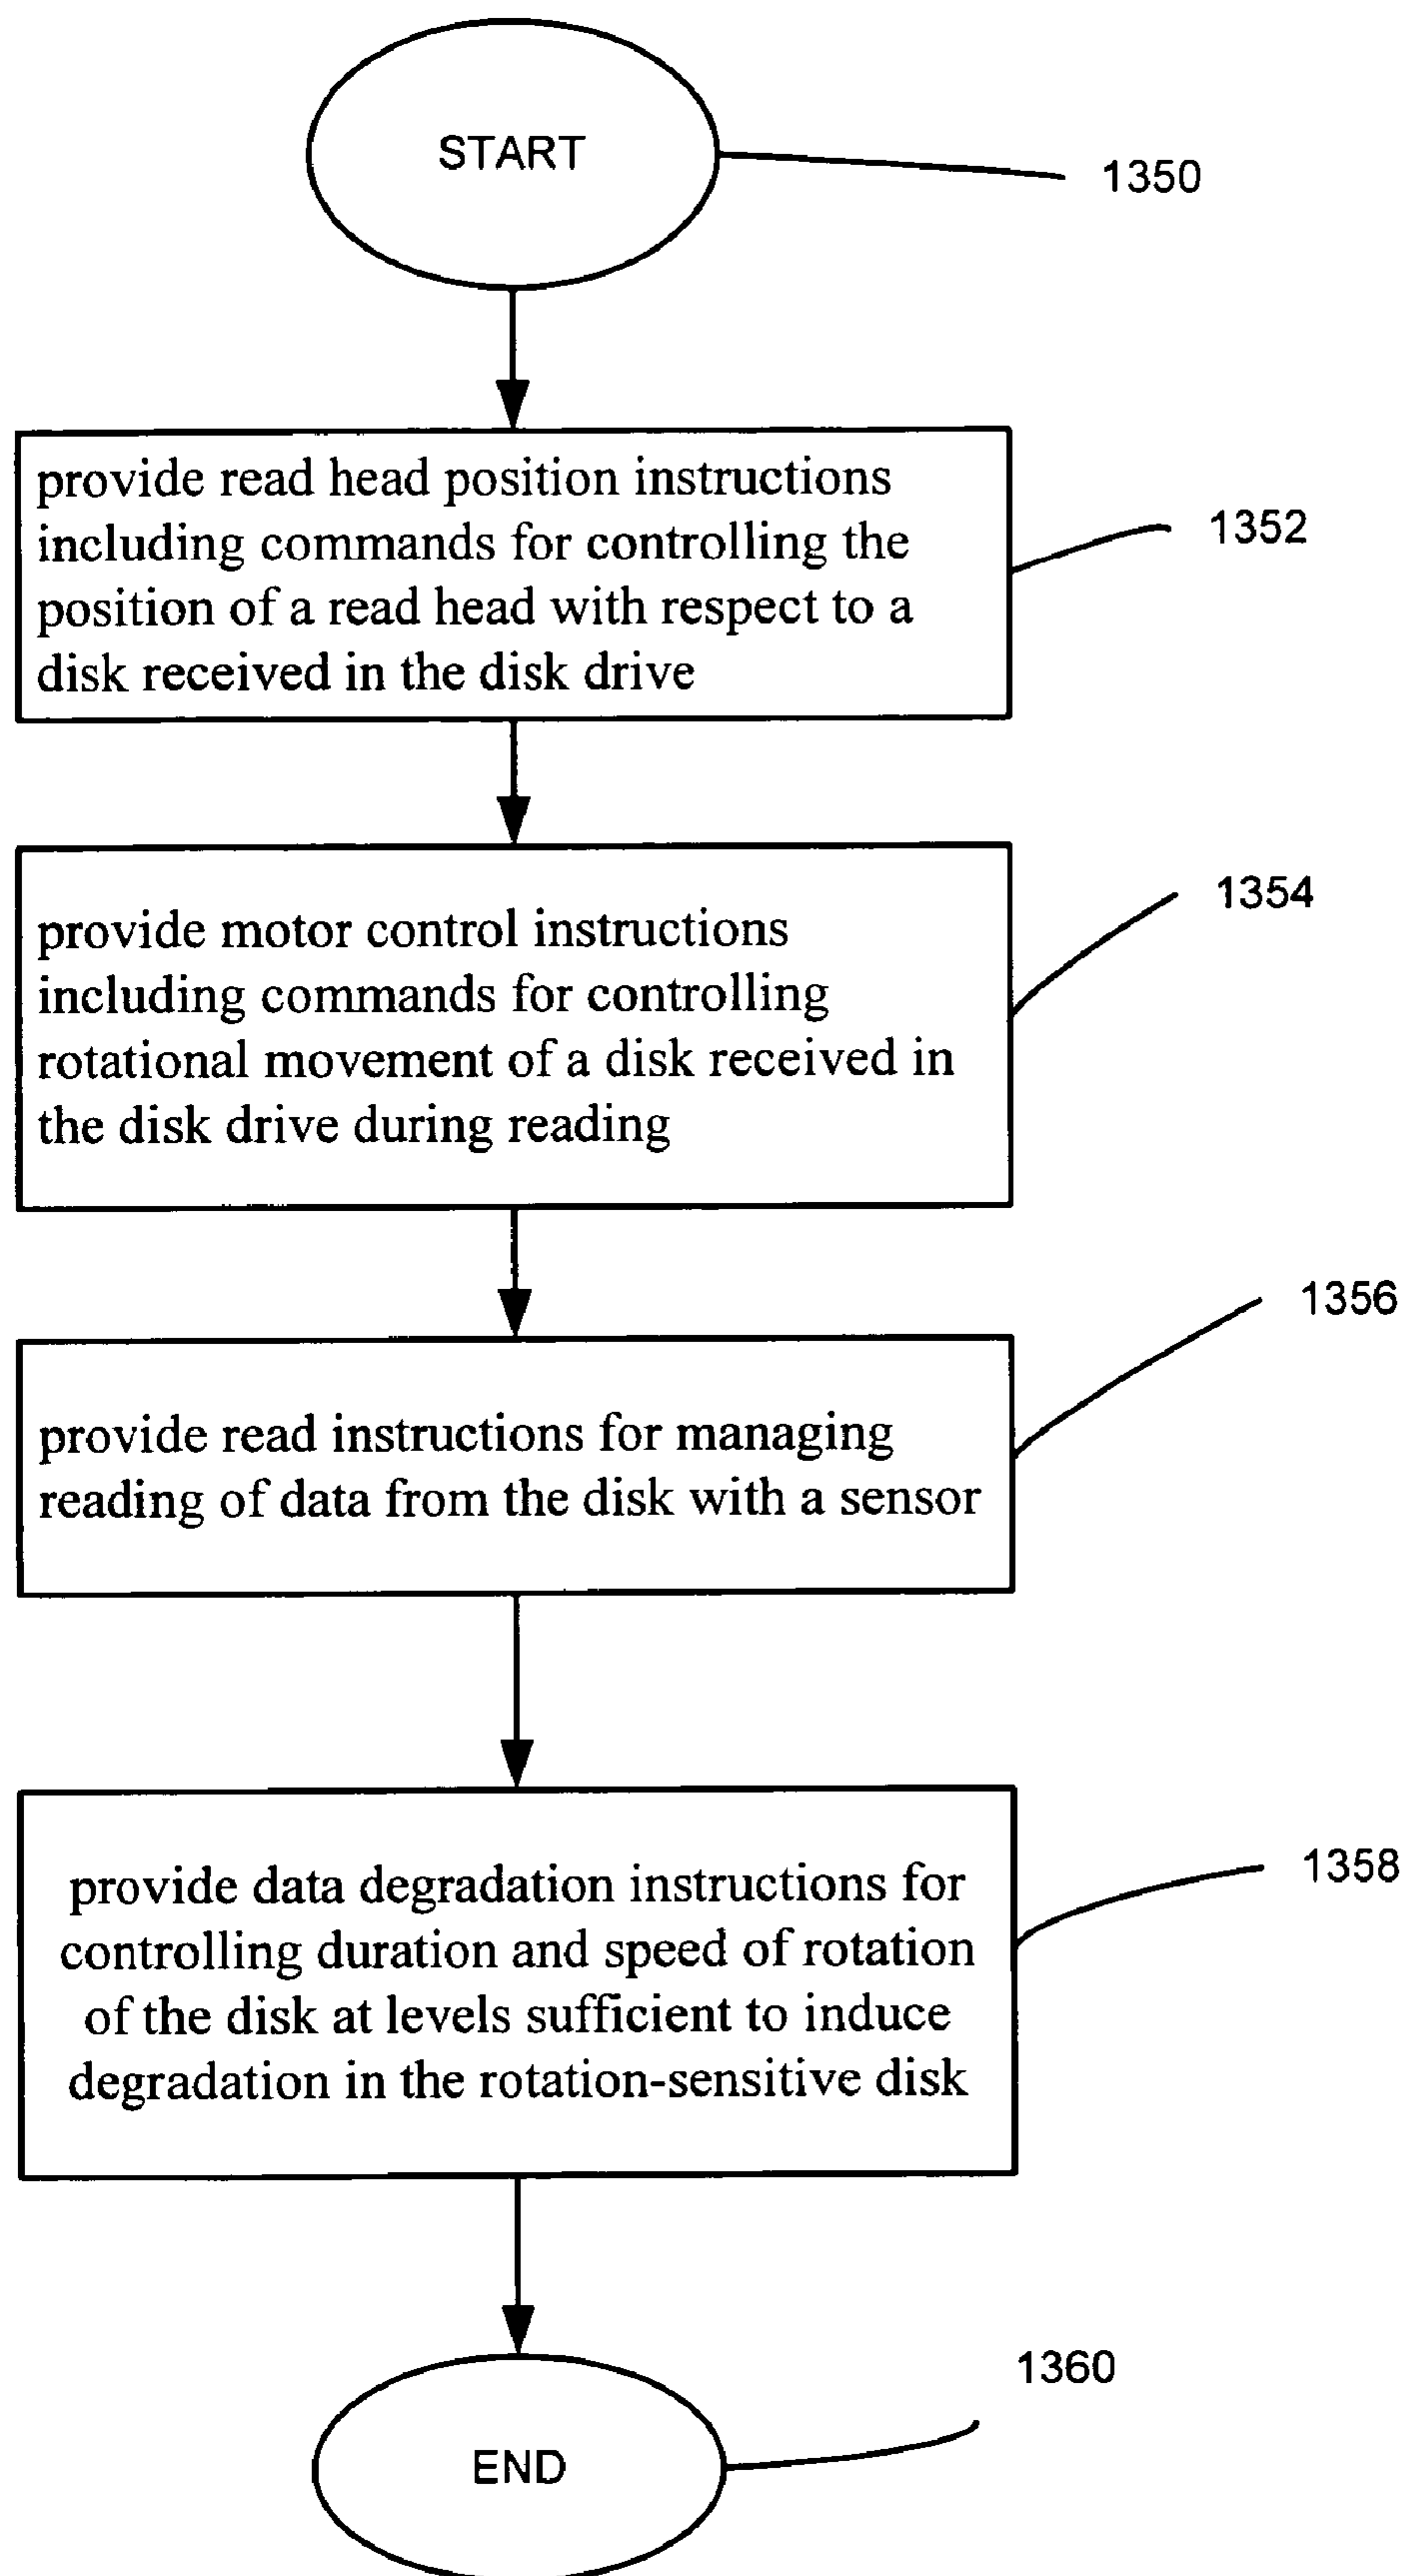 START
1350
provide read head position instructions
including commands for controlling the
position of a read head with respect to a
disk received in the disk drive
1352
provide motor control instructions
including commands for controlling
rotational movement of a disk received in
the disk drive during reading
1354
provide read instructions for managing
reading of data from the disk with a sensor
1356
provide data degradation instructions for
controlling duration and speed of rotation
of the disk at levels sufficient to induce
degradation in the rotation-sensitive disk
1358
END
1360